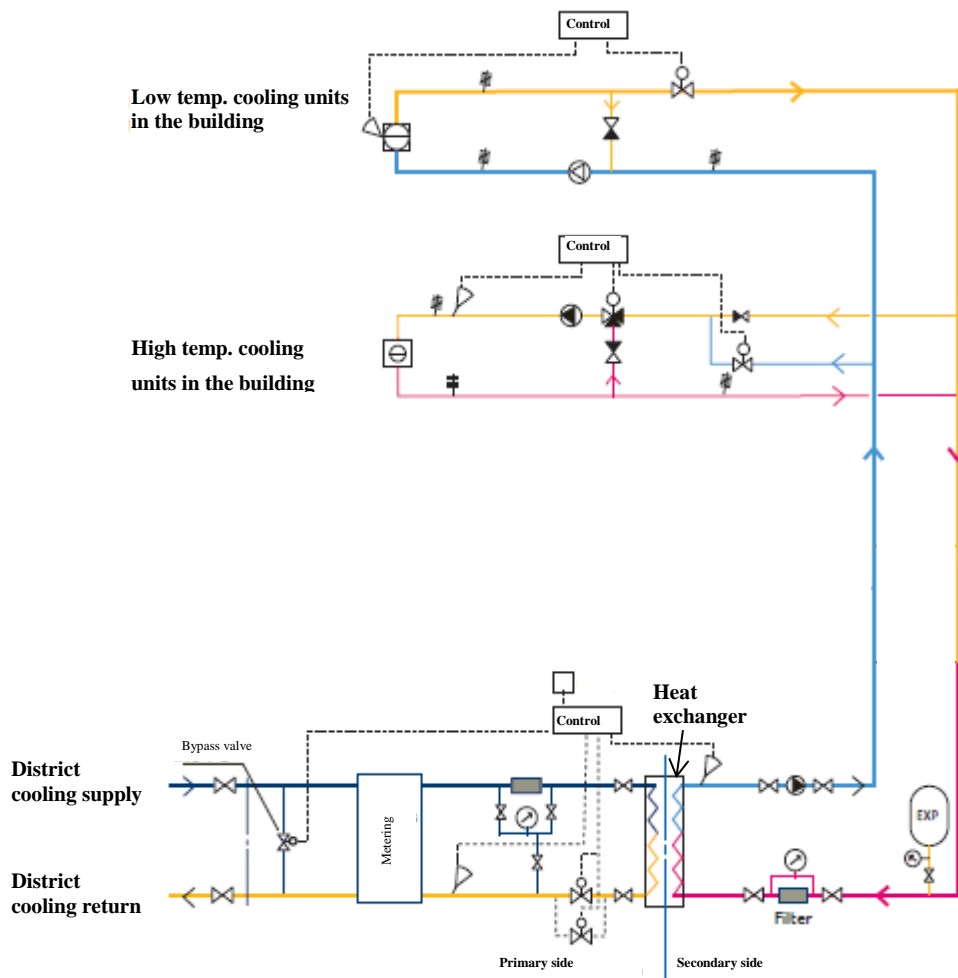 Control
Low temp. cooling units
in the building
Control
High temp. cooling
units in the building
Heat
exchanger
Control
Bypass valve
District
cooling supply
Metering
EXP
District
cooling return
Filter
Primary side
Secondary side